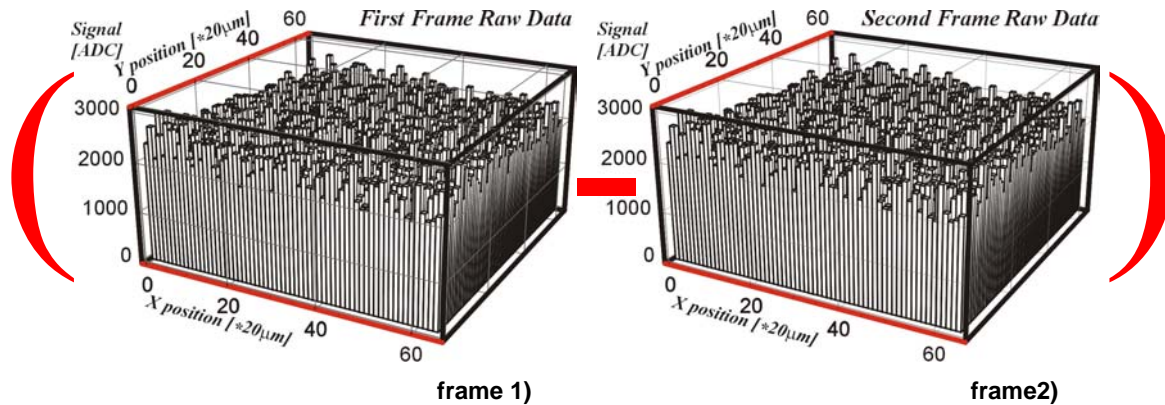 First Frame Raw Data
Signal
[ADC]
Y position [*20μm]
0
20
40
60
3000
2000
1000
0
0
20
40
60
X position [*20μm]
frame 1)
(
-
)
Second Frame Raw Data
Signal
[ADC]
Y position [*20μm]
0
20
40
60
3000
2000
1000
0
0
20
40
60
X position [*20μm]
frame2)